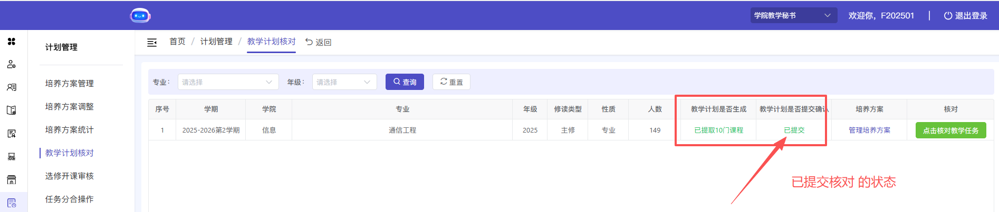 学院教学秘书 欢迎你，F202501 | 退出登录
计划管理
首页 / 计划管理 / 教学计划核对 返回
培养方案管理
培养方案调整
培养方案统计
教学计划核对
选修开课审核
任务分合操作
专业： 请选择 年级： 请选择 查询 重置
序号 学期 学院 专业 年级 修读类型 性质 人数 教学计划是否生成 教学计划是否提交确认 培养方案 核对
1 2025-2026第2学期 信息 通信工程 2025 主修 专业 149 已提取10门课程 已提交 管理培养方案 点击核对教学任务
已提交核对 的状态